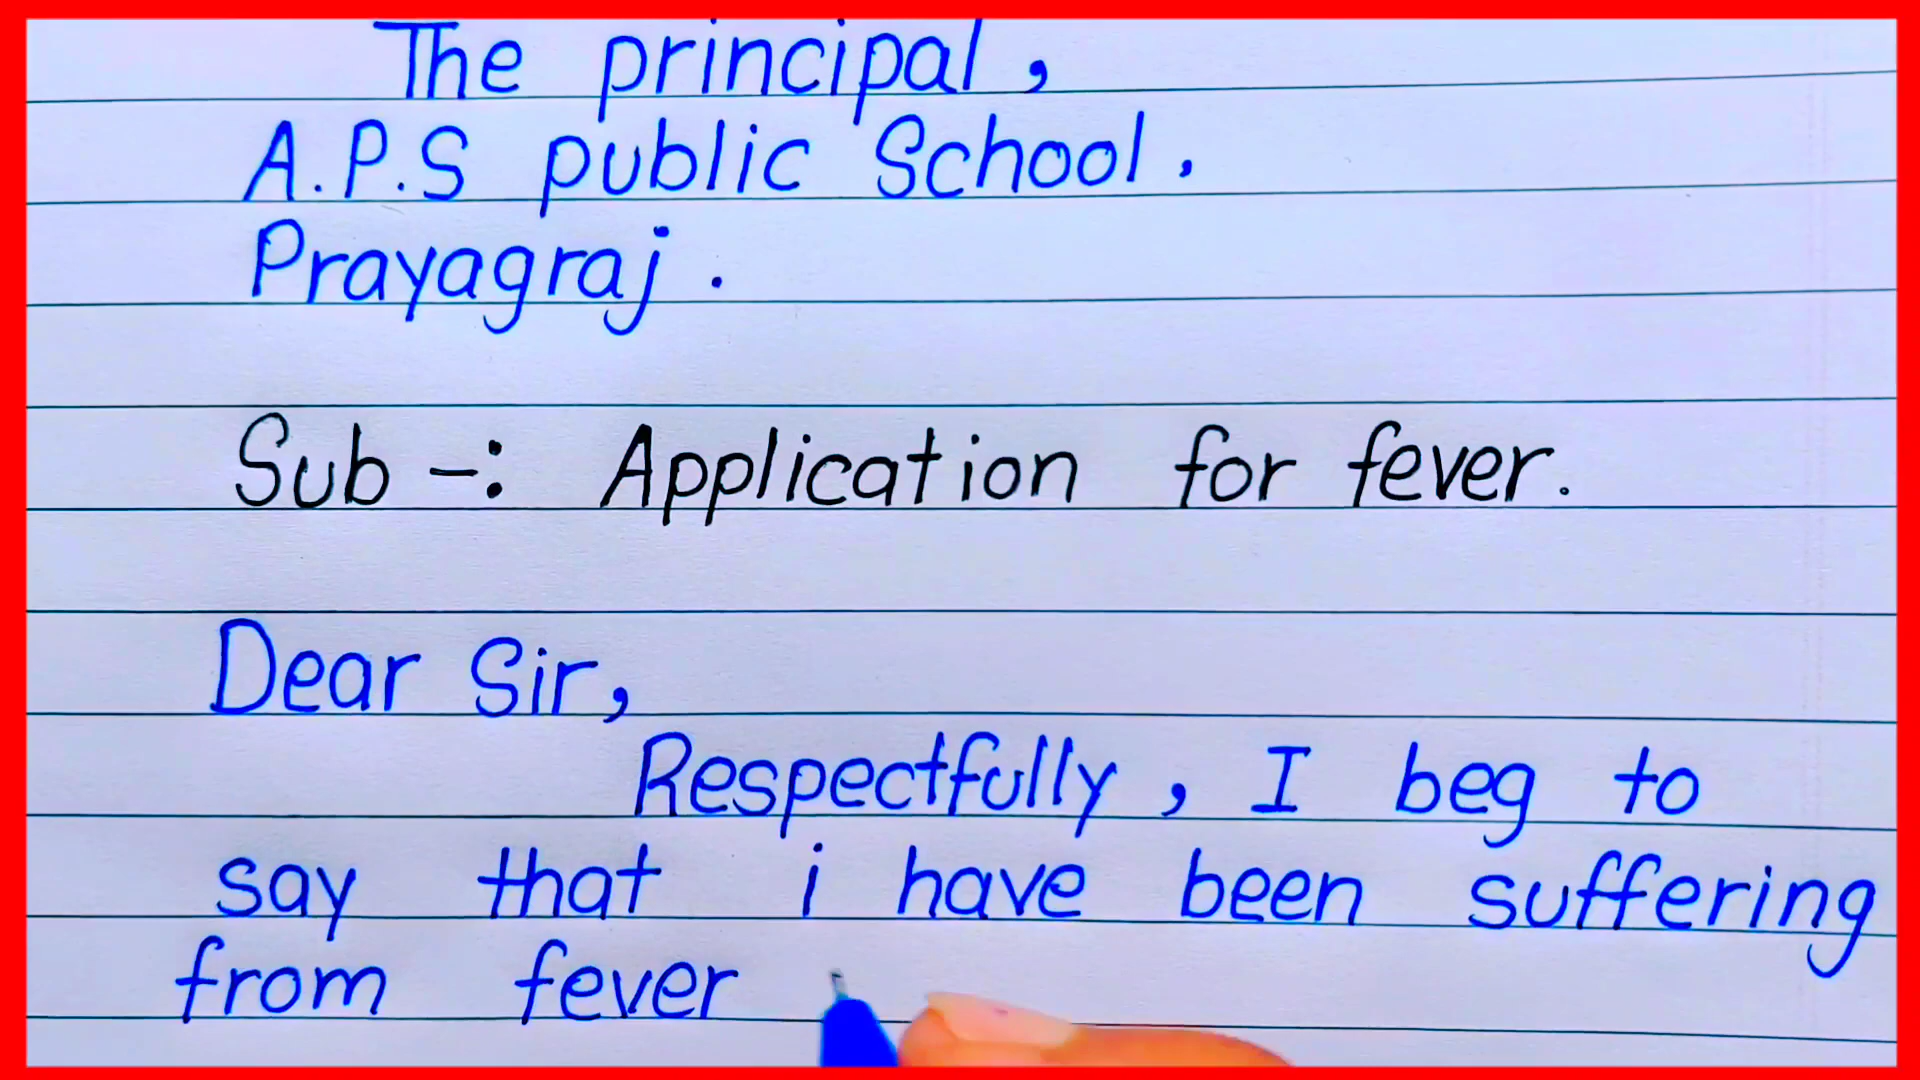 The principal,
A.P.S public School.
Prayagraj.
Sub -: Application for fever.
Dear Sir,
Respectfully, I beg to
say that i have been suffering
from fever